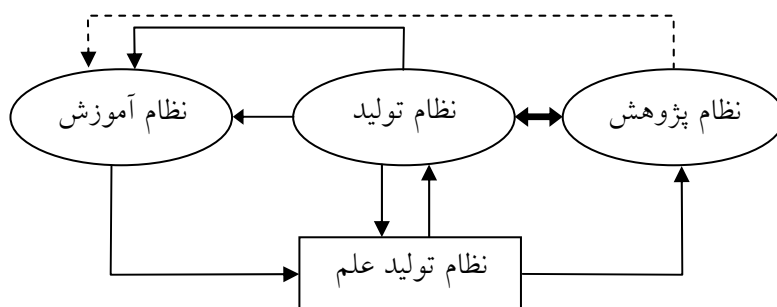 نظام پژوهش
نظام تولید
نظام آموزش
نظام تولید علم